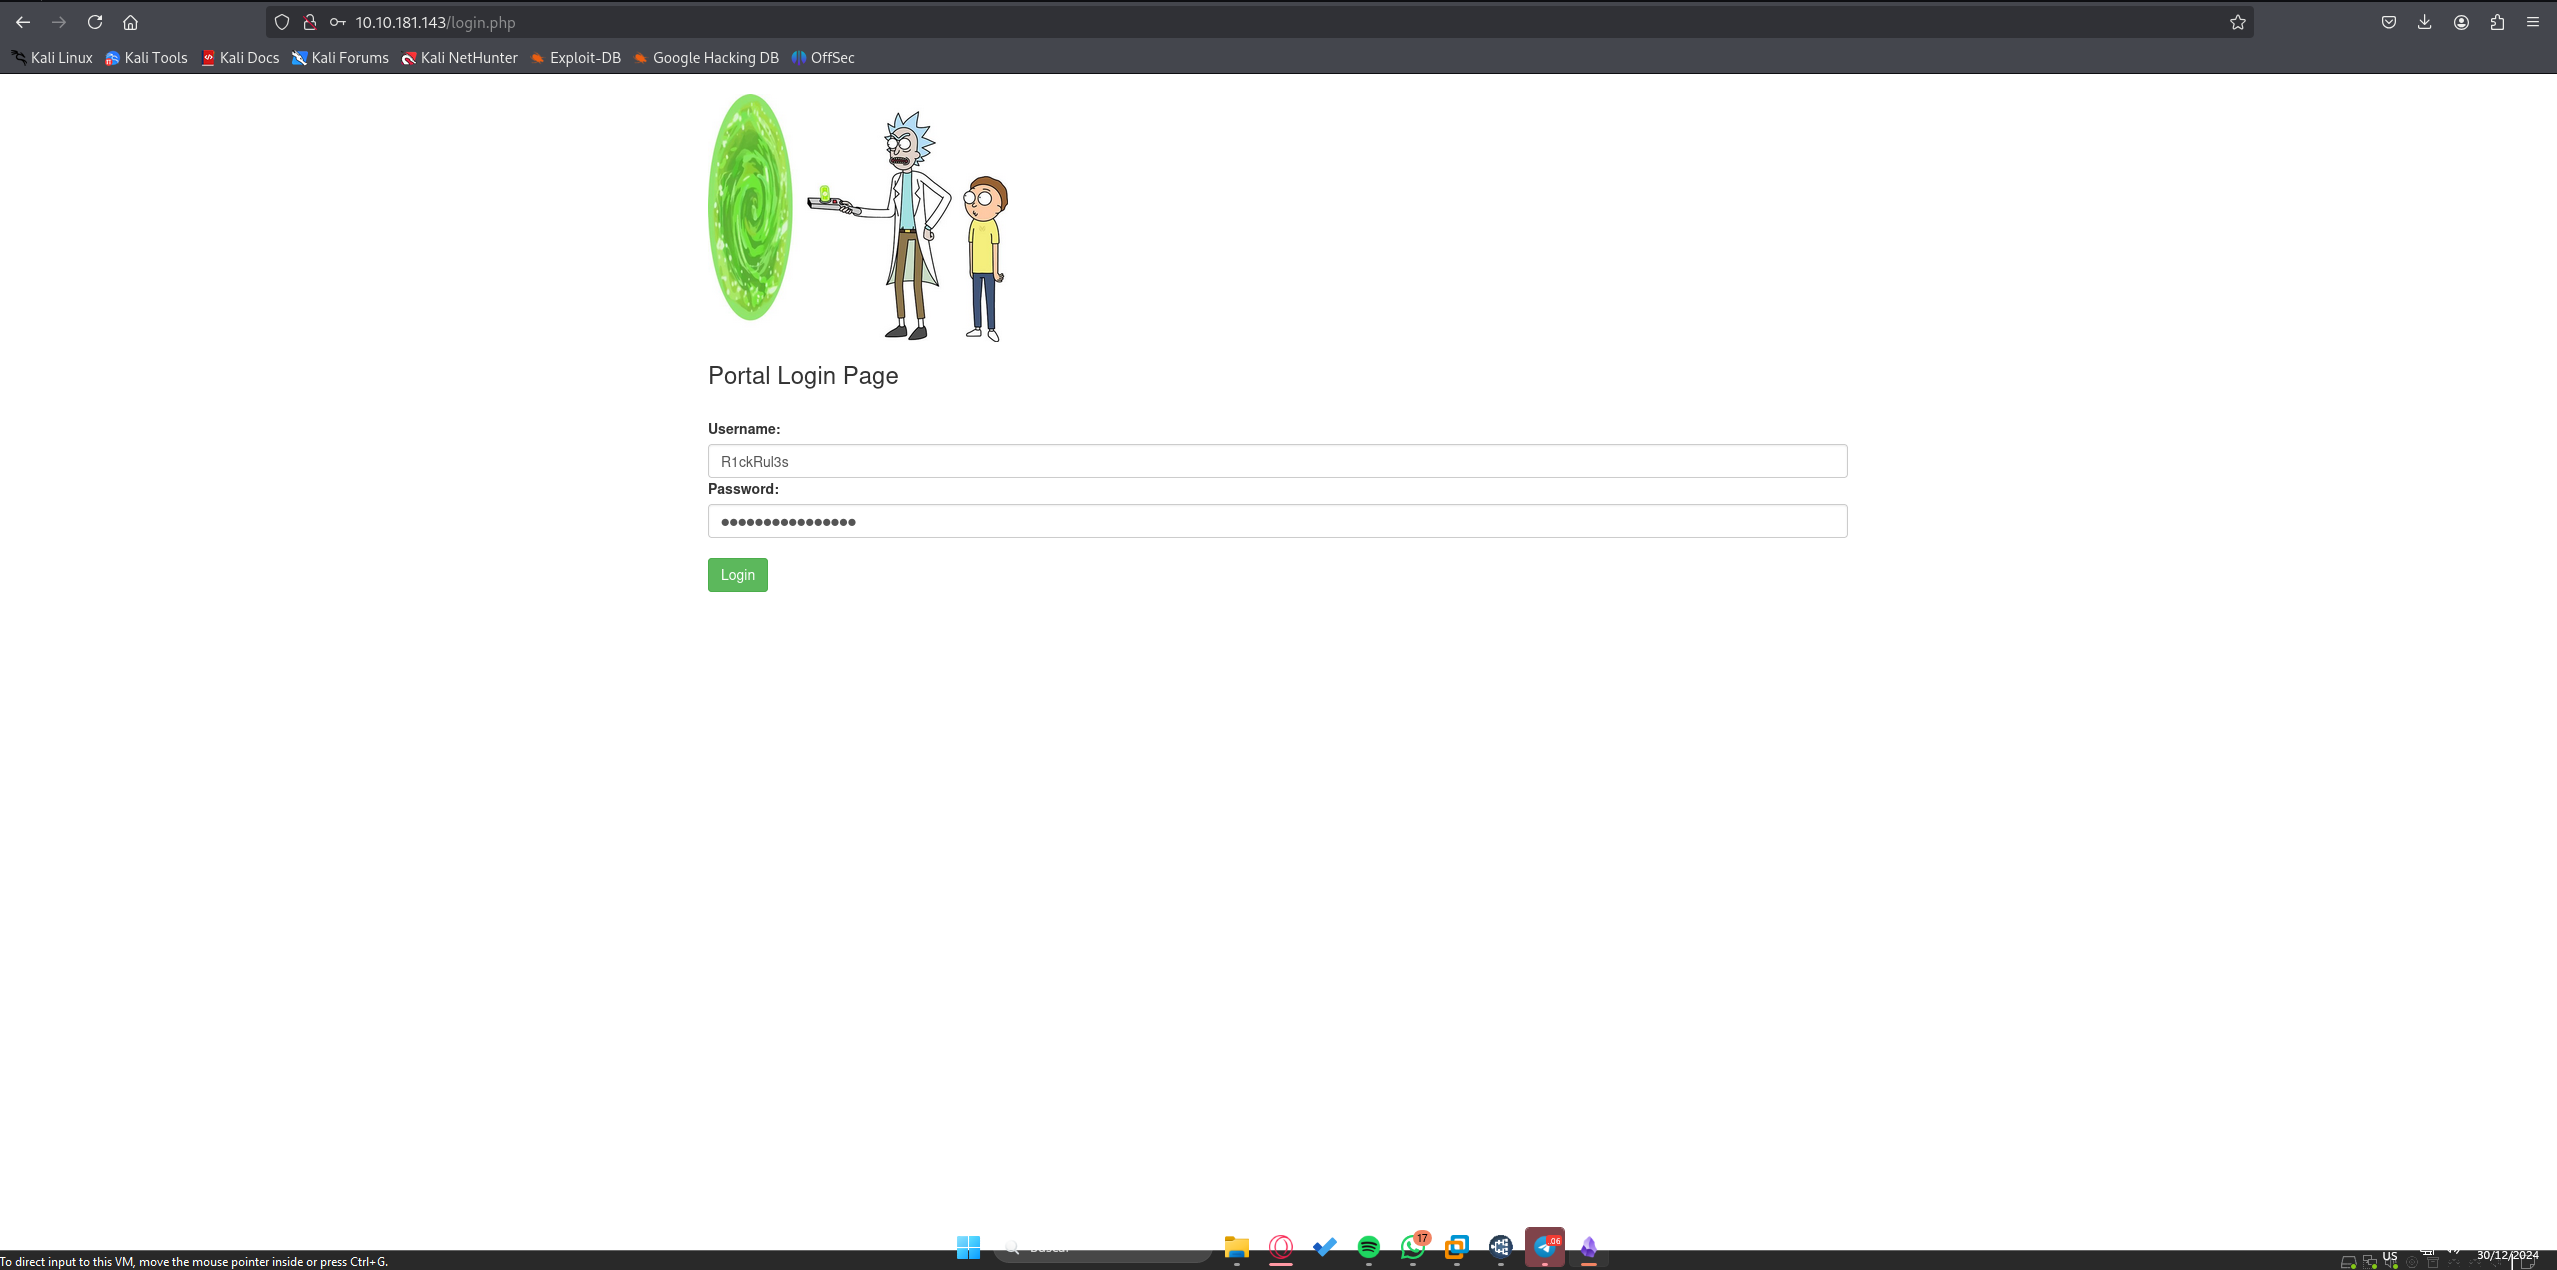 10.10.181.143/login.php
Kali Linux Kali Tools Kali Docs Kali Forums Kali NetHunter Exploit-DB Google Hacking DB OffSec
Portal Login Page
Username:
R1ckRul3s
Password:
Login
17
06
To direct input to this VM, move the mouse pointer inside or press Ctrl+G.
US
30/12/2024